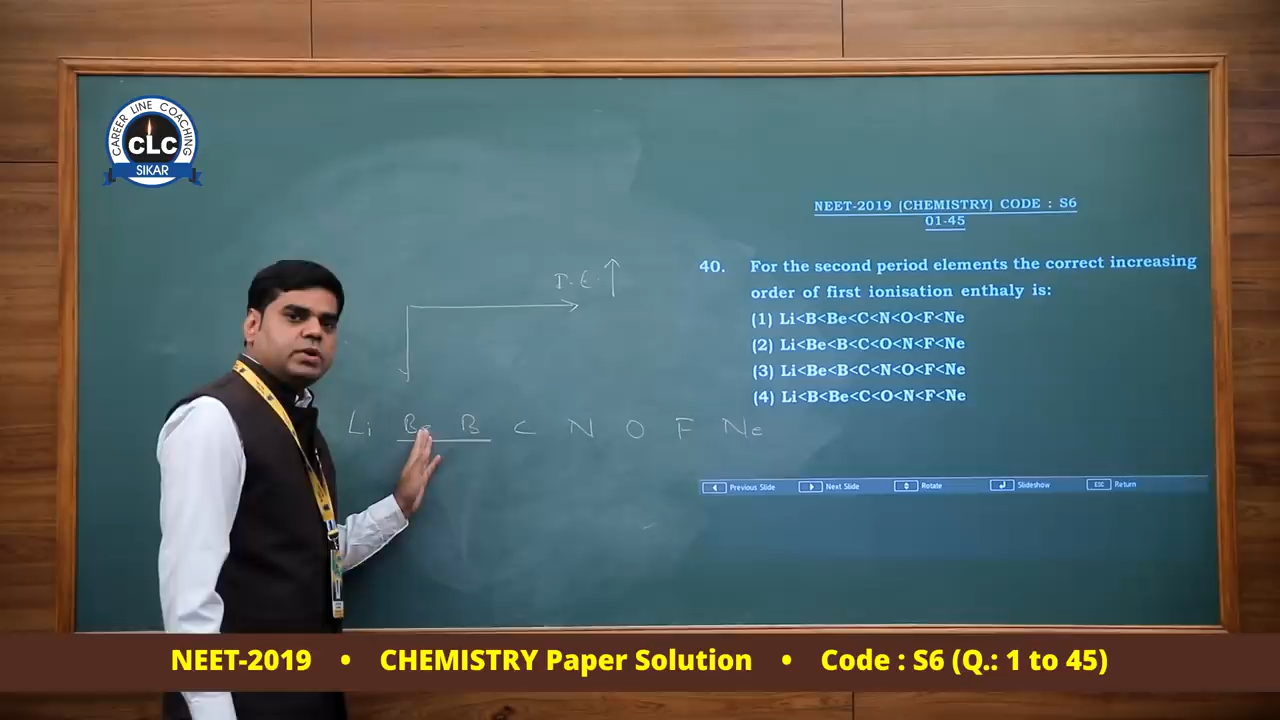 CAREER LINE COACHING
CLC
SIKAR
NEET-2019 (CHEMISTRY) CODE : S6
01-45
40. For the second period elements the correct increasing
order of first ionisation enthaly is:
(1) Li<B<Be<C<N<O<F<Ne
(2) Li<Be<B<C<O<N<F<Ne
(3) Li<Be<B<C<N<O<F<Ne
(4) Li<B<Be<C<O<N<F<Ne
I.E. ↑
Li Be B C N O F Ne
Previous Slide Next Slide Rotate Slideshow ESC Return
NEET-2019 • CHEMISTRY Paper Solution • Code : S6 (Q.: 1 to 45)